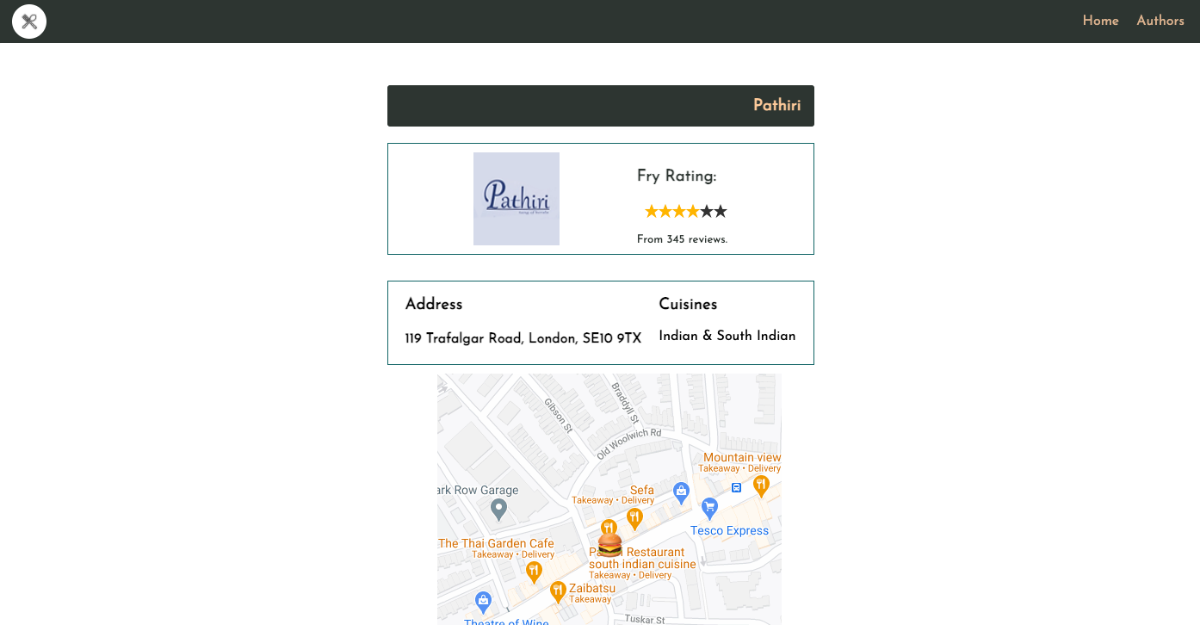 Home Authors
Pathiri
Pathiri
Fry Rating:
From 345 reviews.
Address
119 Trafalgar Road, London, SE10 9TX
Cuisines
Indian & South Indian
Braddyll St
Gibson St
Old Woolwich Rd
Mountain view
Takeaway • Delivery
ark Row Garage
Sefa
Takeaway • Delivery
Tesco Express
The Thai Garden Cafe
Takeaway • Delivery
Restaurant
south indian cuisine
Takeaway • Delivery
Zaibatsu
Takeaway
Theatre of Wine
Tuskar St